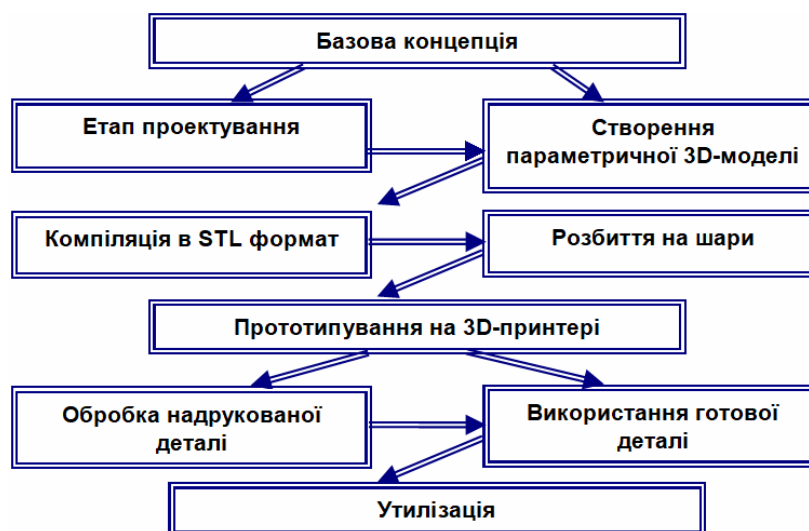 Базова концепція
Етап проектування
Створення
параметричної 3D-моделі
Компіляція в STL формат
Розбиття на шари
Прототипування на 3D-принтері
Обробка надрукованої
деталі
Використання готової
деталі
Утилізація